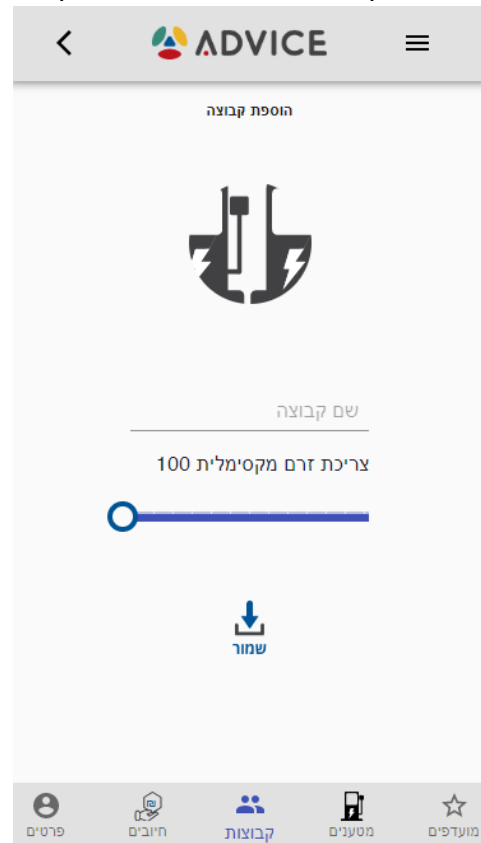 ADVICE
הוספת קבוצה
שם קבוצה
צריכת זרם מקסימלית 100
שמור
מועדפים
מטענים
קבוצות
חיובים
פרטים